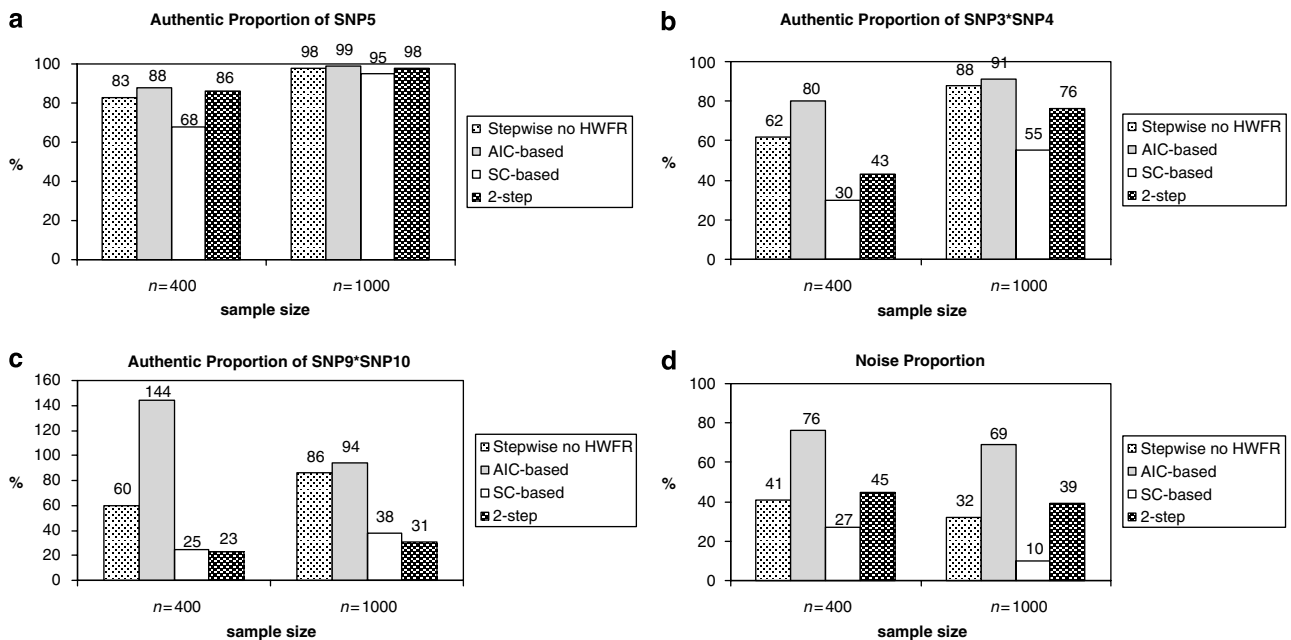 a
Authentic Proportion of SNP5
100
80
60
40
20
0
%
83
88
68
86
98
99
95
98
n=400
n=1000
sample size
Stepwise no HWFR
AIC-based
SC-based
2-step
b
Authentic Proportion of SNP3*SNP4
100
80
60
40
20
0
%
62
80
30
43
88
91
55
76
n=400
n=1000
sample size
Stepwise no HWFR
AIC-based
SC-based
2-step
c
Authentic Proportion of SNP9*SNP10
160
140
120
100
80
60
40
20
0
%
60
144
25
23
86
94
38
31
n=400
n=1000
sample size
Stepwise no HWFR
AIC-based
SC-based
2-step
d
Noise Proportion
100
80
60
40
20
0
%
41
76
27
45
32
69
10
39
n=400
n=1000
sample size
Stepwise no HWFR
AIC-based
SC-based
2-step